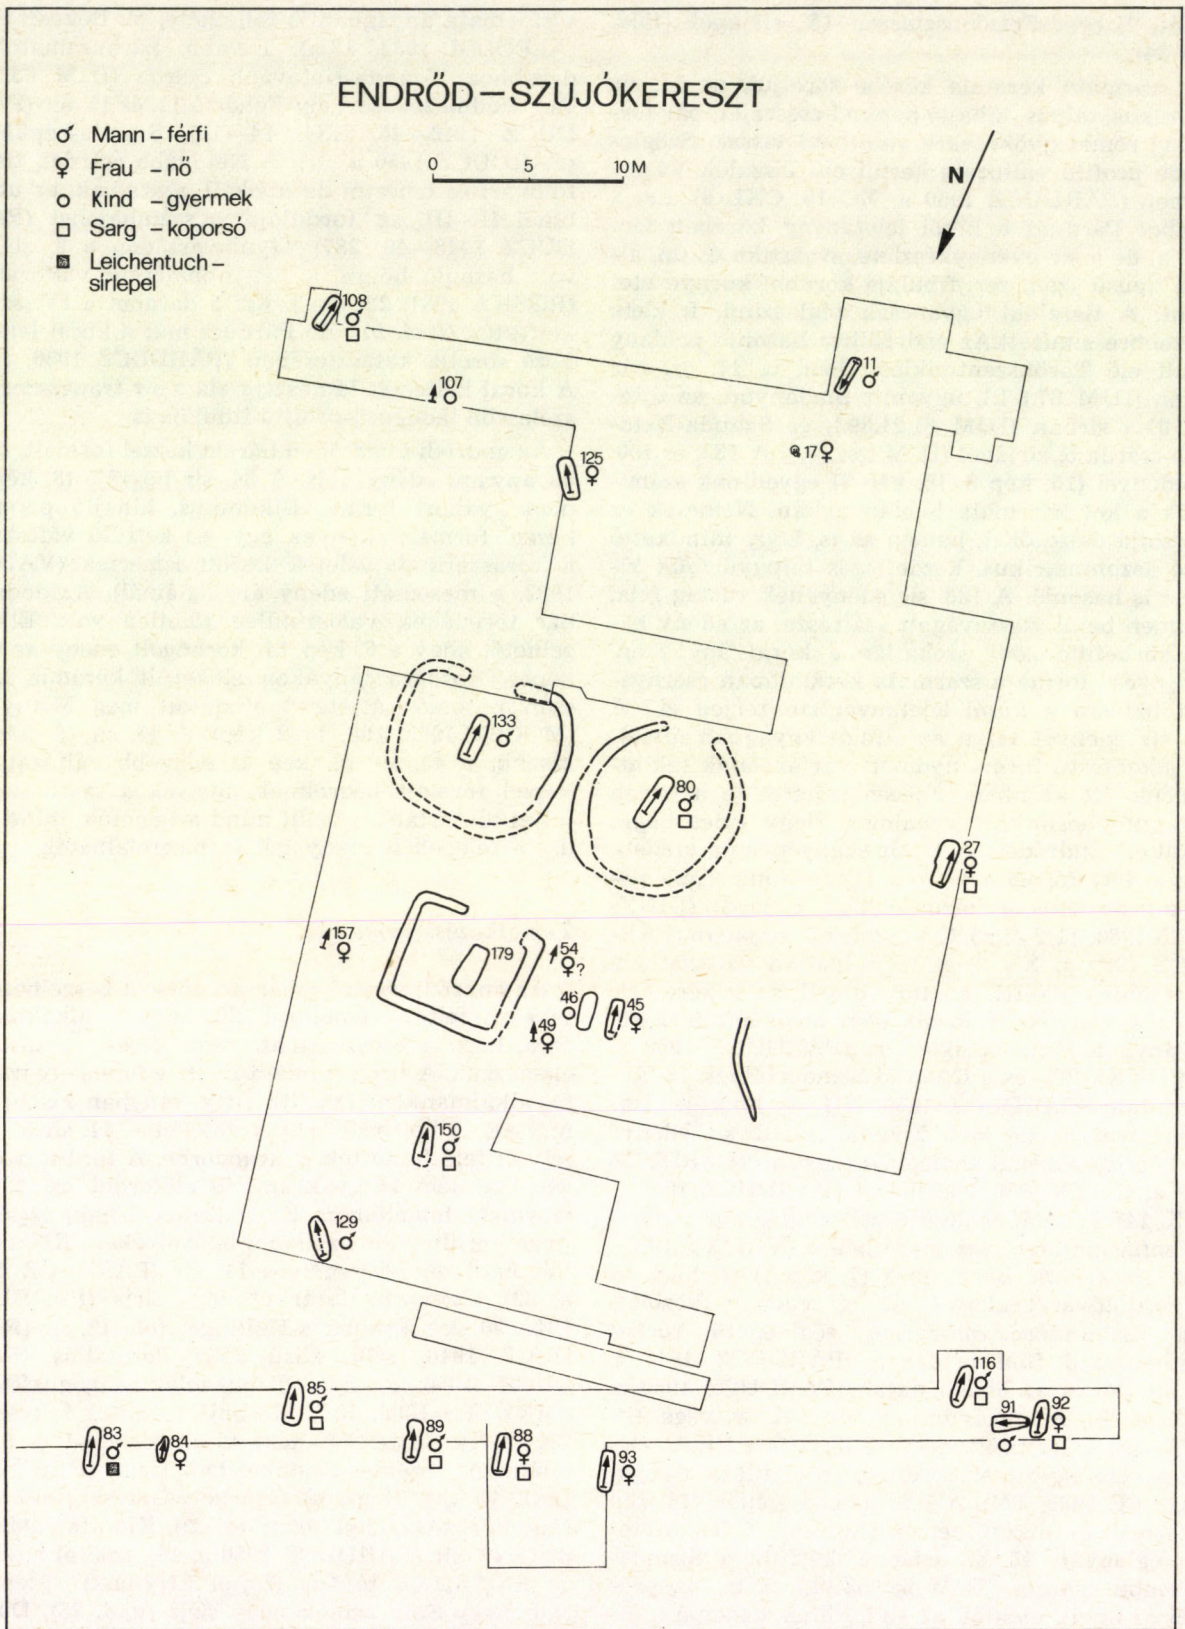 ENDRŐD – SZUJÓKERESZT
♂ Mann – férfi
♀ Frau – nő
○ Kind – gyermek
□ Sarg – koporsó
▩ Leichentuch – sírlepel
0 5 10 M
N
108 ♂ □
107 ○
11 ♂
125 ♀
17 ♀
133 ♂
80 ♂ □
27 ♀ □
157 ♀
179
54 ♀?
46 ○
45 ♀
49 ♀
150 ♂ □
129 ♂
85 ♂ □
116 ♂ □
91 ♂
92 ♀ □
83 ♂ ▩
84 ♀
89 ♂ □
88 ♀ □
93 ♀